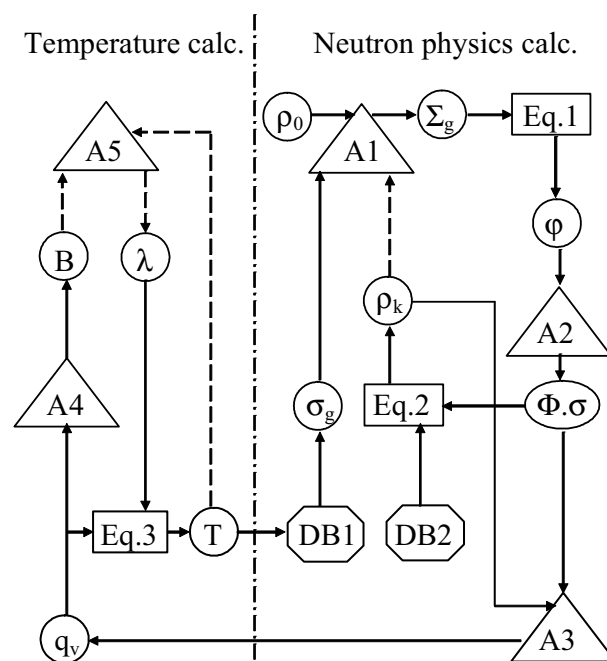 Temperature calc.
Neutron physics calc.
ρ₀
A1
Σg
Eq.1
A5
φ
B
λ
ρk
A2
A4
σg
Eq.2
Φ.σ
Eq.3
T
DB1
DB2
qv
A3